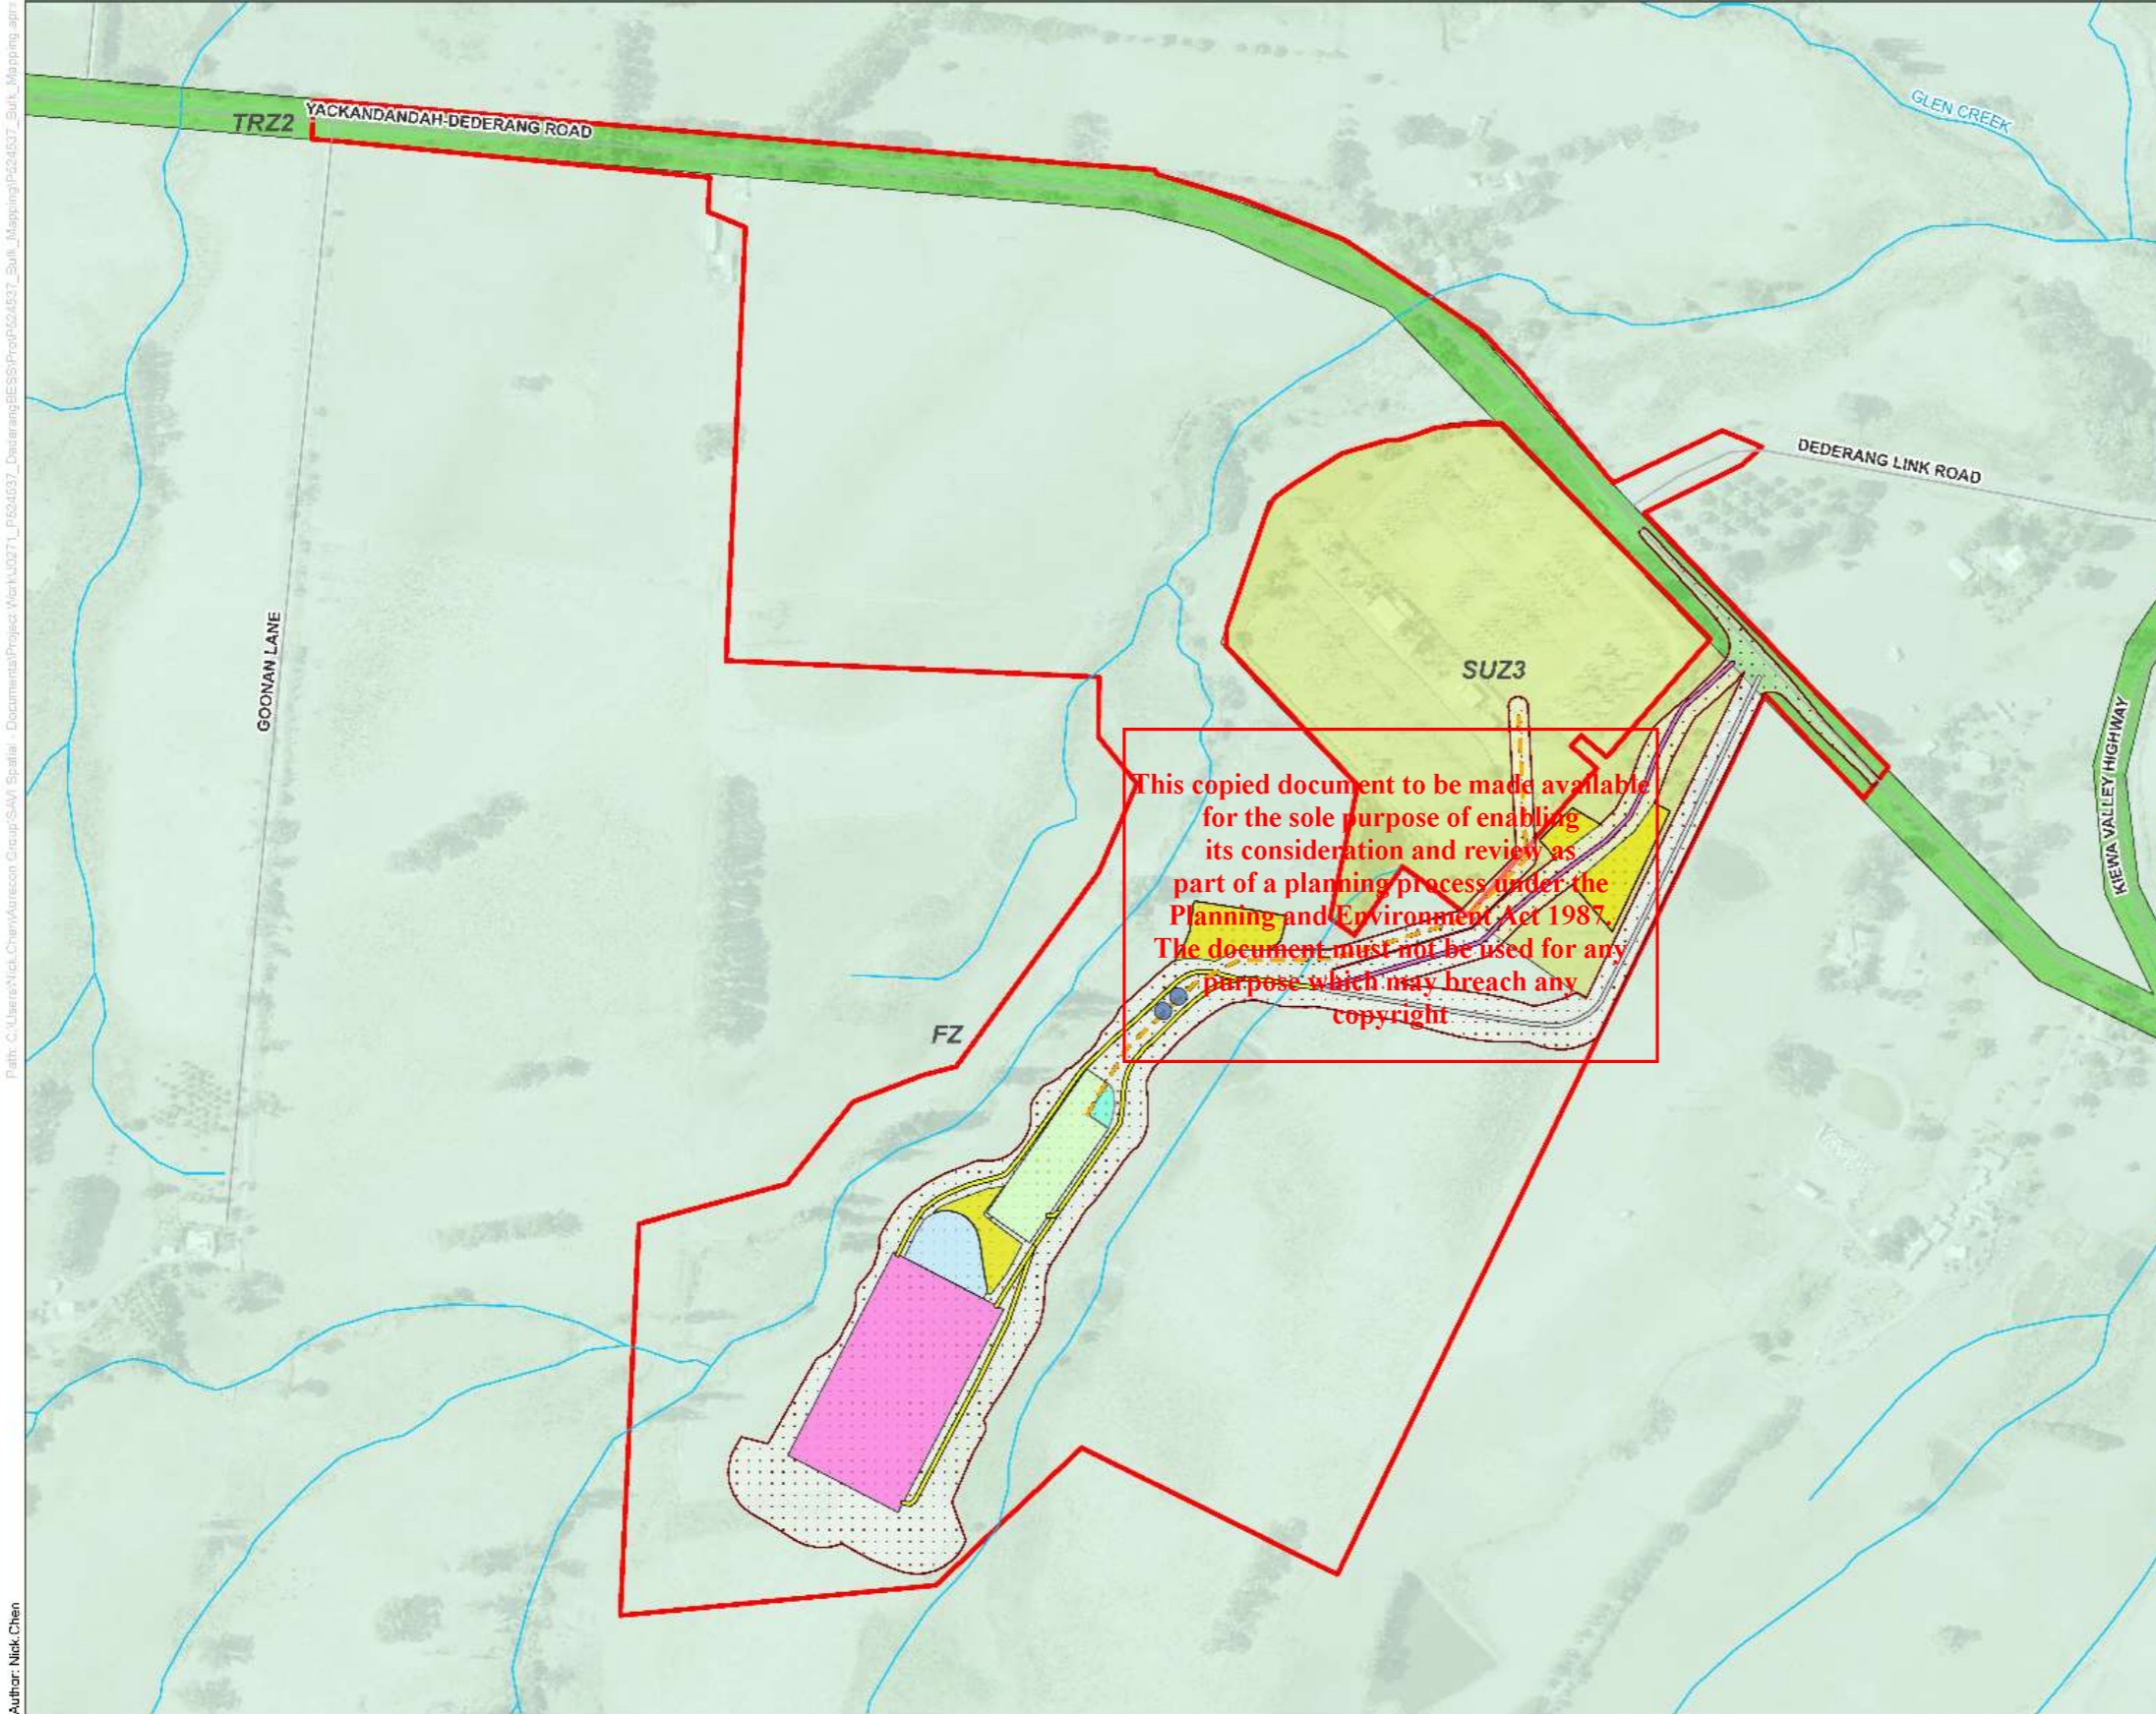 YACKANDANDAH-DEDERANG ROAD
TRZ2
GLEN CREEK
DEDERANG LINK ROAD
GOONAN LANE
SUZ3
KIEWA VALLEY HIGHWAY
This copied document to be made available
for the sole purpose of enabling
its consideration and review as
part of a planning process under the
Planning and Environment Act 1987.
The document must not be used for any
purpose which may breach any
copyright
FZ
Author: Nick.Chen